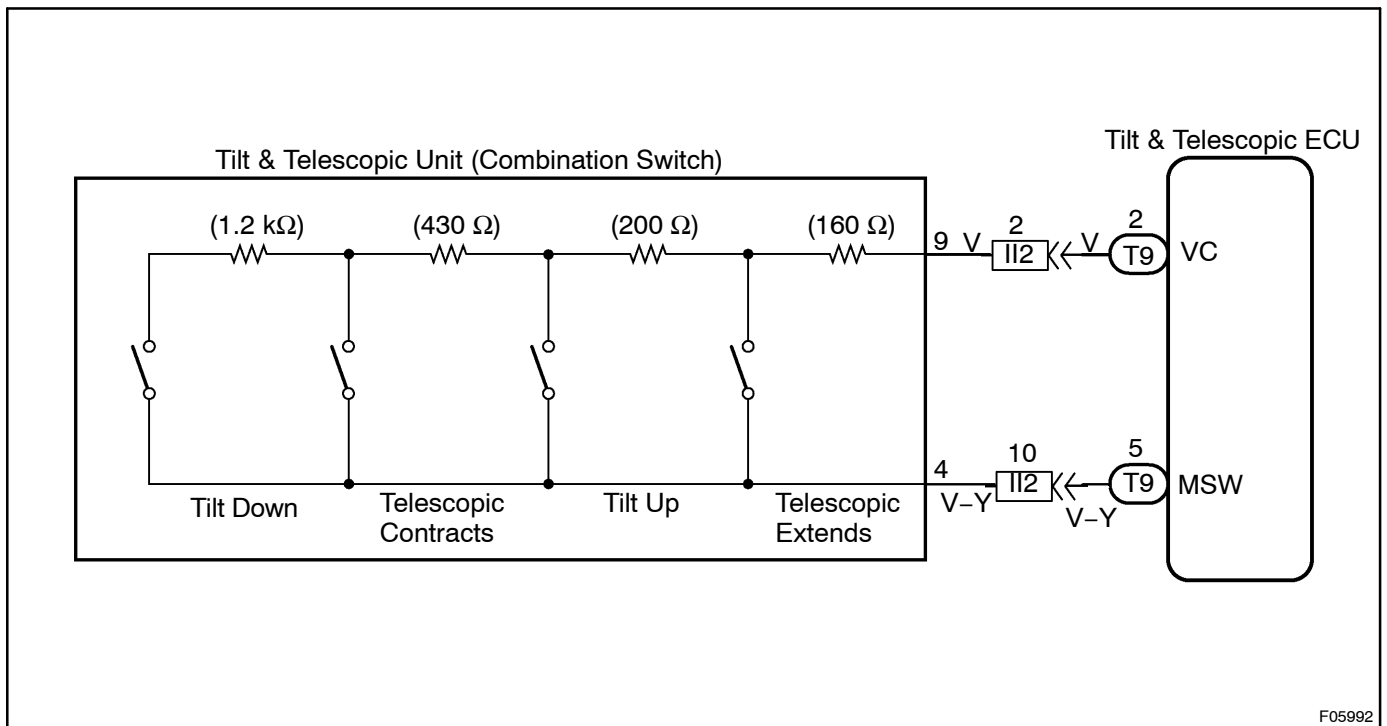 Tilt & Telescopic ECU
Tilt & Telescopic Unit (Combination Switch)
(1.2 kΩ)
(430 Ω)
(200 Ω)
(160 Ω)
9
V
2
II2
V
2
T9
VC
4
V–Y
10
II2
V–Y
5
T9
MSW
Tilt Down
Telescopic
Contracts
Tilt Up
Telescopic
Extends
F05992